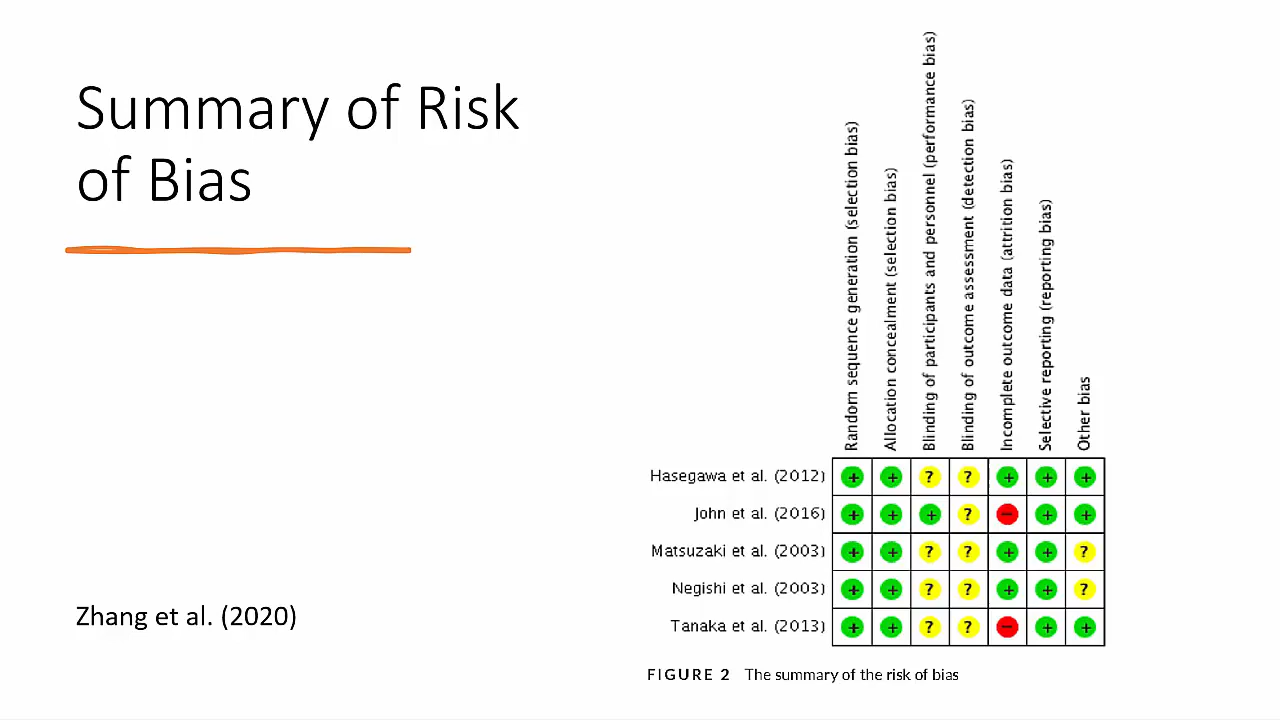 Summary of Risk
of Bias
Zhang et al. (2020)
Random sequence generation (selection bias)
Allocation concealment (selection bias)
Blinding of participants and personnel (performance bias)
Blinding of outcome assessment (detection bias)
Incomplete outcome data (attrition bias)
Selective reporting (reporting bias)
Other bias
Hasegawa et al. (2012) + + ? ? + + +
John et al. (2016) + + + ? − + +
Matsuzaki et al. (2003) + + ? ? + + ?
Negishi et al. (2003) + + ? ? + + ?
Tanaka et al. (2013) + + ? ? − + +
FIGURE 2 The summary of the risk of bias